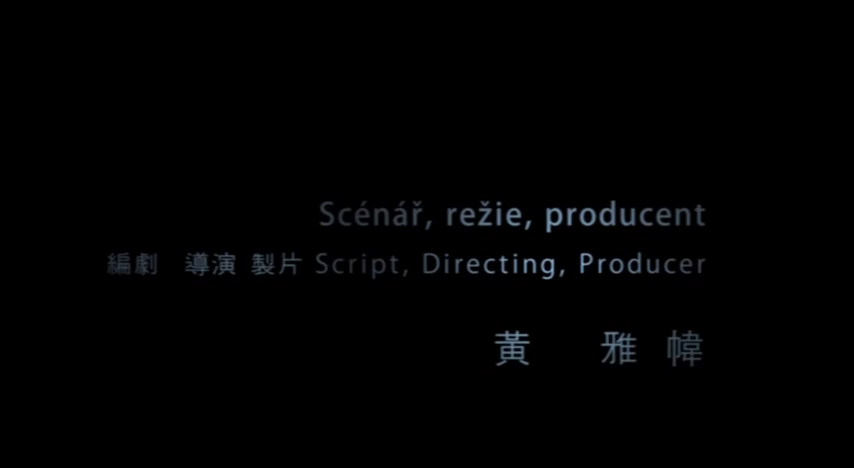 Scénář, režie, producent
編劇 導演 製片 Script, Directing, Producer
黃 雅 幃